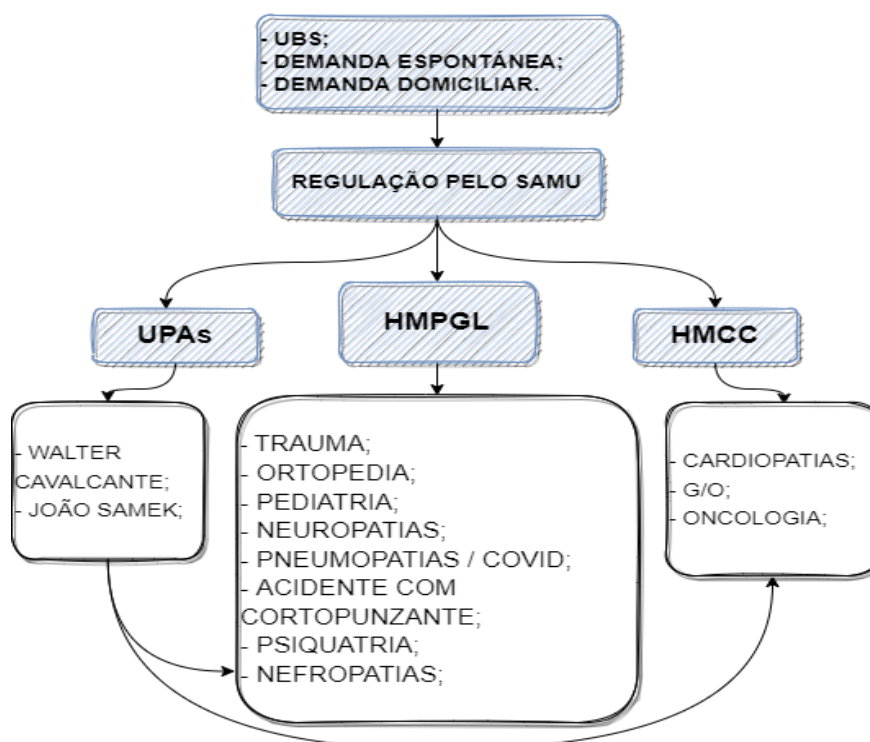 - UBS;
- DEMANDA ESPONTÁNEA;
- DEMANDA DOMICILIAR.
REGULAÇÃO PELO SAMU
UPAs
HMPGL
HMCC
- WALTER
CAVALCANTE;
- JOÃO SAMEK;
- TRAUMA;
- ORTOPEDIA;
- PEDIATRIA;
- NEUROPATIAS;
- PNEUMOPATIAS / COVID;
- ACIDENTE COM
CORTOPUNZANTE;
- PSIQUATRIA;
- NEFROPATIAS;
- CARDIOPATIAS;
- G/O;
- ONCOLOGIA;